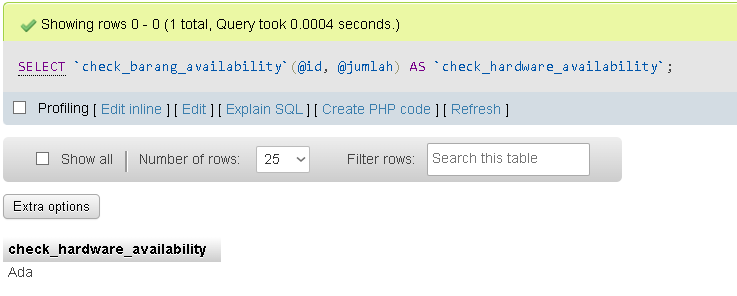 Showing rows 0 - 0 (1 total, Query took 0.0004 seconds.)
SELECT `check_barang_availability`(@id, @jumlah) AS `check_hardware_availability`;
Profiling [ Edit inline ] [ Edit ] [ Explain SQL ] [ Create PHP code ] [ Refresh ]
Show all Number of rows: 25 Filter rows: Search this table
Extra options
check_hardware_availability
Ada